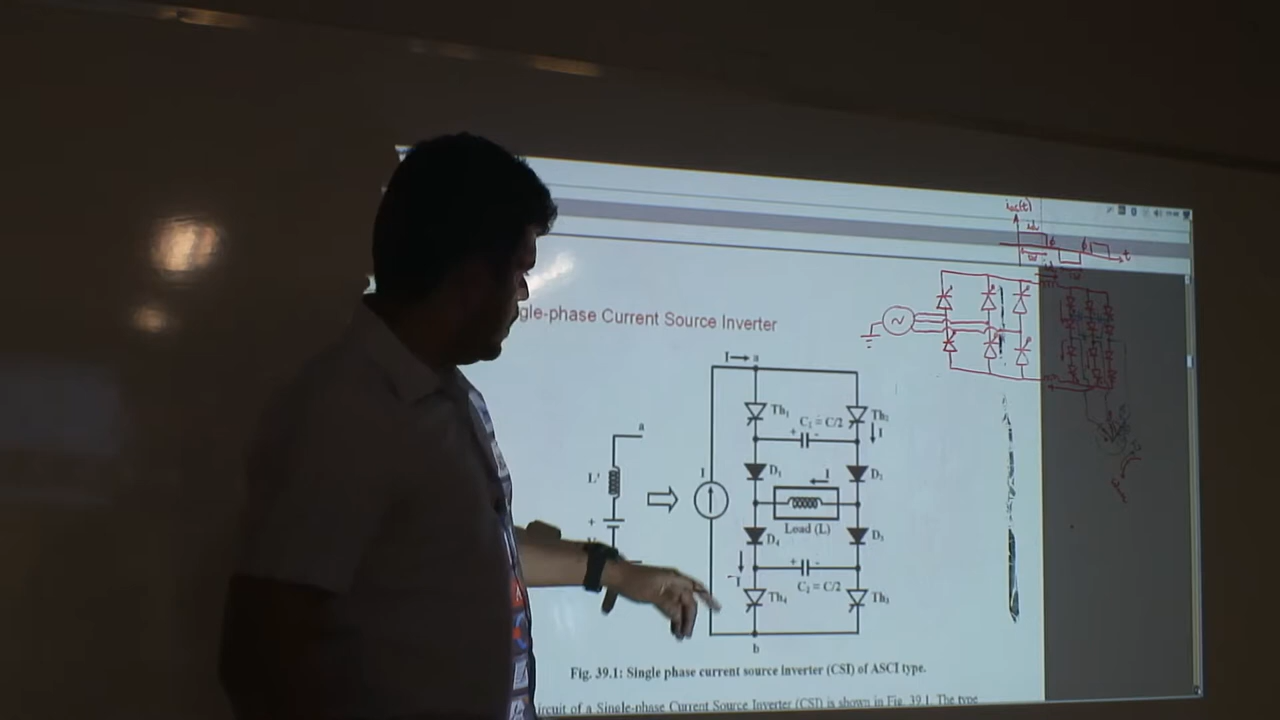 iac(t)
t
gle-phase Current Source Inverter
I a
Th₁ Th₂
C₁ = C/2
+ -
I
a
L'
+
I
D₁ D₂
I
Load (L)
D₄ D₃
+ -
I
C₂ = C/2
Th₄ Th₃
b
Fig. 39.1: Single phase current source inverter (CSI) of ASCI type.
ircuit of a Single-phase Current Source Inverter (CSI) is shown in Fig. 39.1. The type